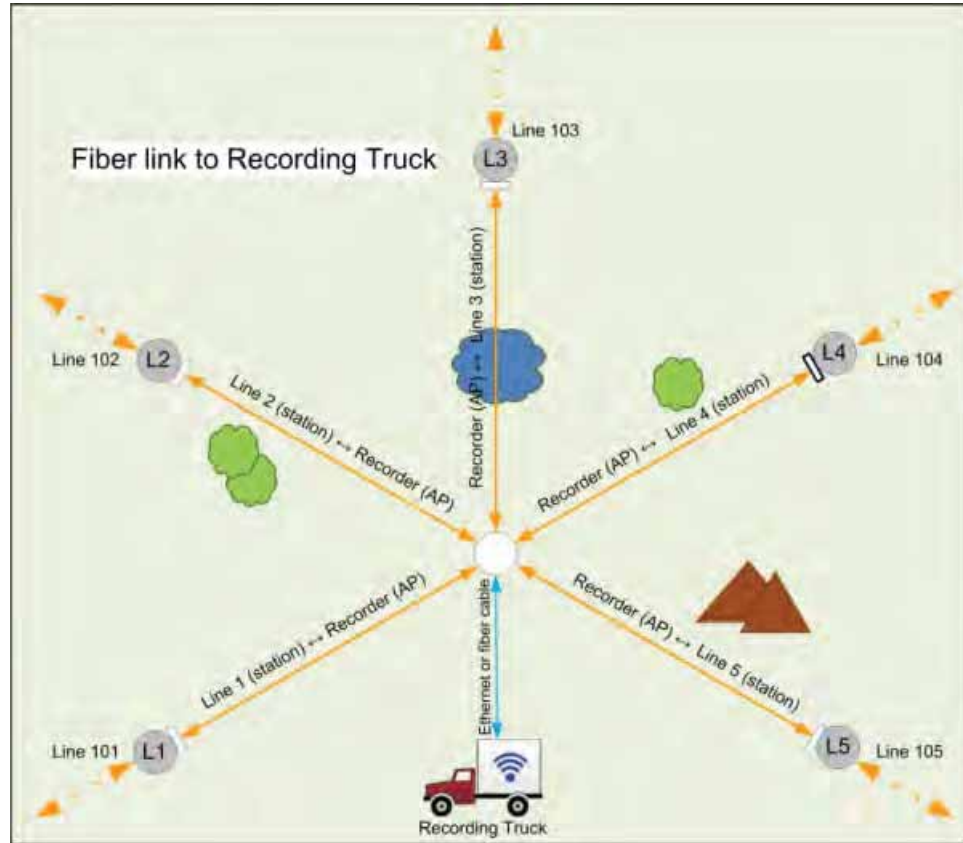 Line 103
L3
Fiber link to Recording Truck
Recorder (AP) ↔ Line 3 (station)
Line 102
L2
L4
Line 104
Line 2 (station) ↔ Recorder (AP)
Recorder (AP) ↔ Line 4 (station)
Line 1 (station) ↔ Recorder (AP)
Recorder (AP) ↔ Line 5 (station)
Ethernet or fiber cable
Line 101
L1
L5
Line 105
Recording Truck